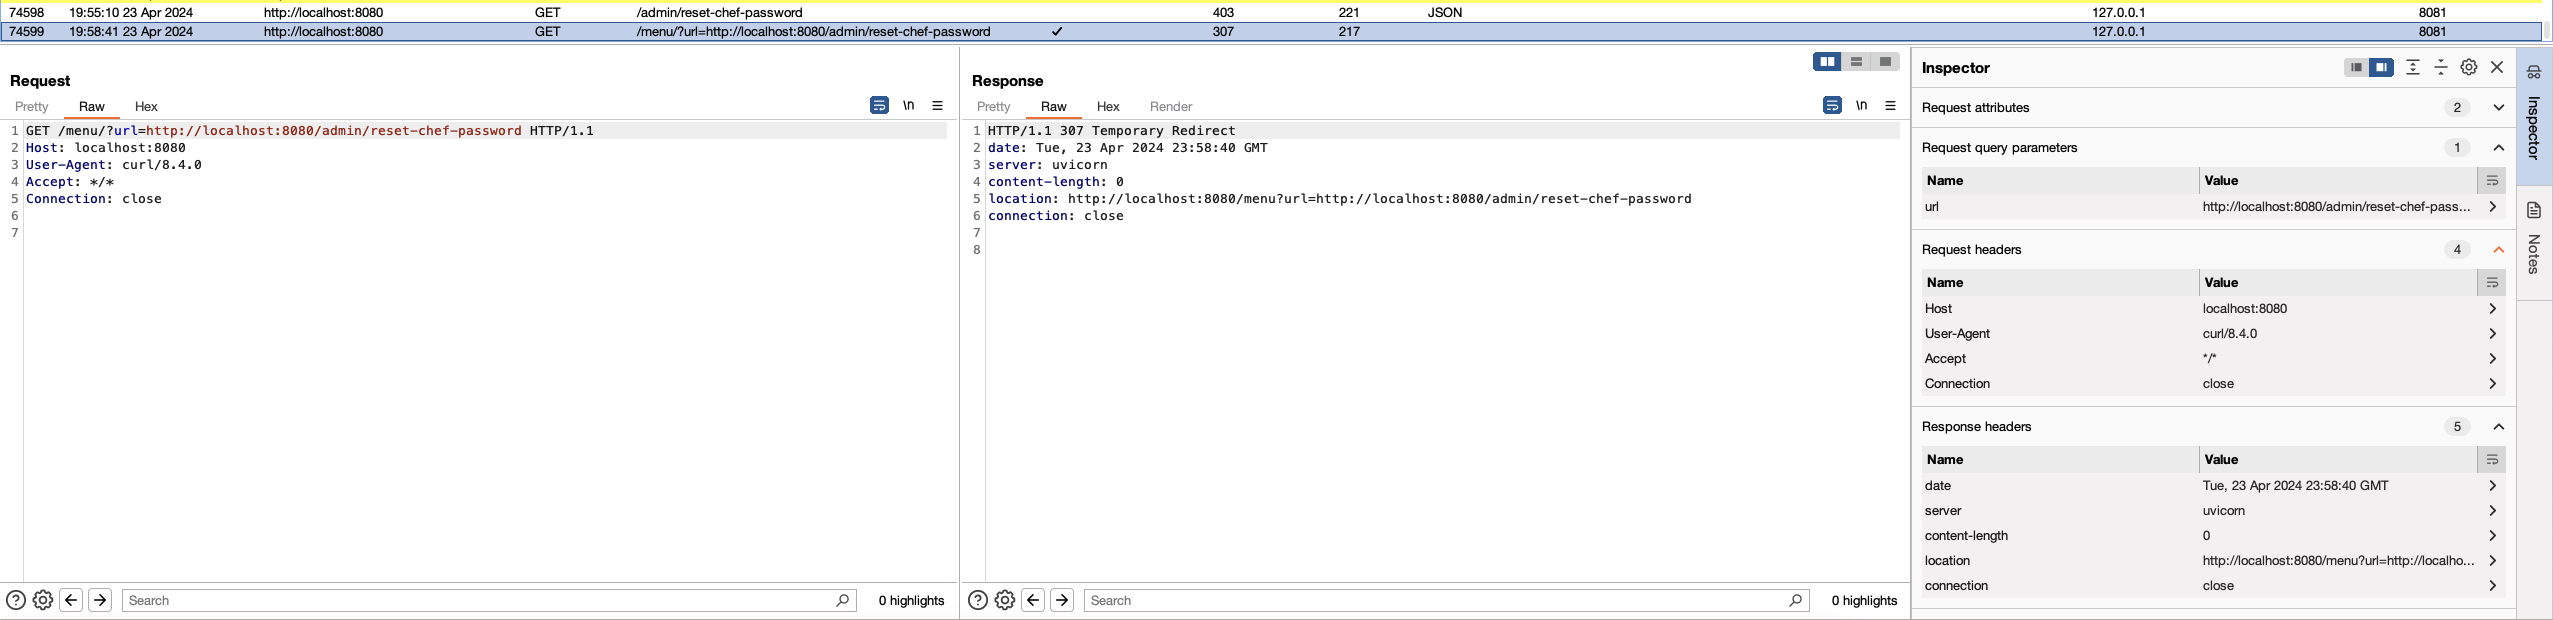 74598 19:55:10 23 Apr 2024 http://localhost:8080 GET /admin/reset-chef-password 403 221 JSON 127.0.0.1 8081
74599 19:58:41 23 Apr 2024 http://localhost:8080 GET /menu/?url=http://localhost:8080/admin/reset-chef-password ✓ 307 217 127.0.0.1 8081
Request
Pretty Raw Hex
\n
1 GET /menu/?url=http://localhost:8080/admin/reset-chef-password HTTP/1.1
2 Host: localhost:8080
3 User-Agent: curl/8.4.0
4 Accept: */*
5 Connection: close
6
7
Search
0 highlights
Response
Pretty Raw Hex Render
\n
1 HTTP/1.1 307 Temporary Redirect
2 date: Tue, 23 Apr 2024 23:58:40 GMT
3 server: uvicorn
4 content-length: 0
5 location: http://localhost:8080/menu?url=http://localhost:8080/admin/reset-chef-password
6 connection: close
7
8
Search
0 highlights
Inspector
Request attributes 2
Request query parameters 1
Name Value
url http://localhost:8080/admin/reset-chef-pass...
Request headers 4
Name Value
Host localhost:8080
User-Agent curl/8.4.0
Accept */*
Connection close
Response headers 5
Name Value
date Tue, 23 Apr 2024 23:58:40 GMT
server uvicorn
content-length 0
location http://localhost:8080/menu?url=http://localho...
connection close
Inspector
Notes